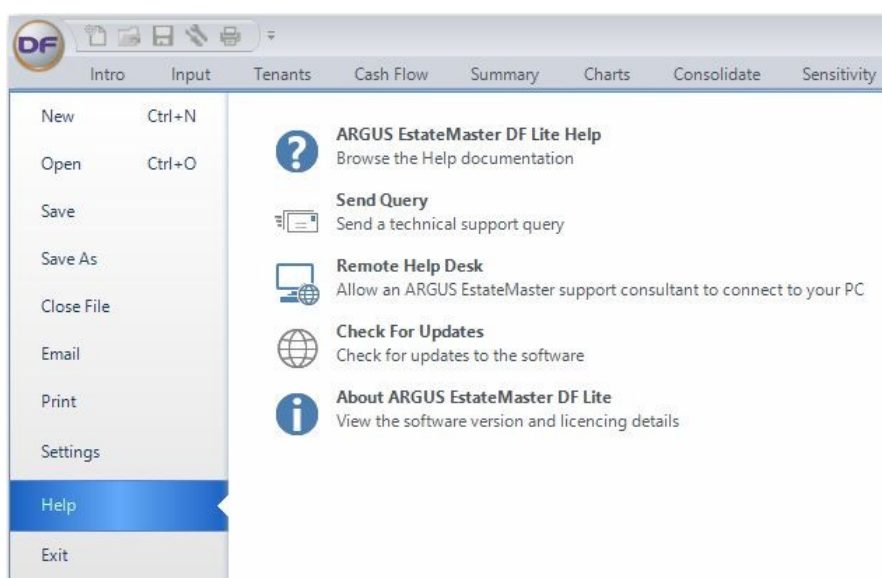 DF
Intro Input Tenants Cash Flow Summary Charts Consolidate Sensitivity
New Ctrl+N
Open Ctrl+O
Save
Save As
Close File
Email
Print
Settings
Help
Exit
ARGUS EstateMaster DF Lite Help
Browse the Help documentation
Send Query
Send a technical support query
Remote Help Desk
Allow an ARGUS EstateMaster support consultant to connect to your PC
Check For Updates
Check for updates to the software
About ARGUS EstateMaster DF Lite
View the software version and licencing details